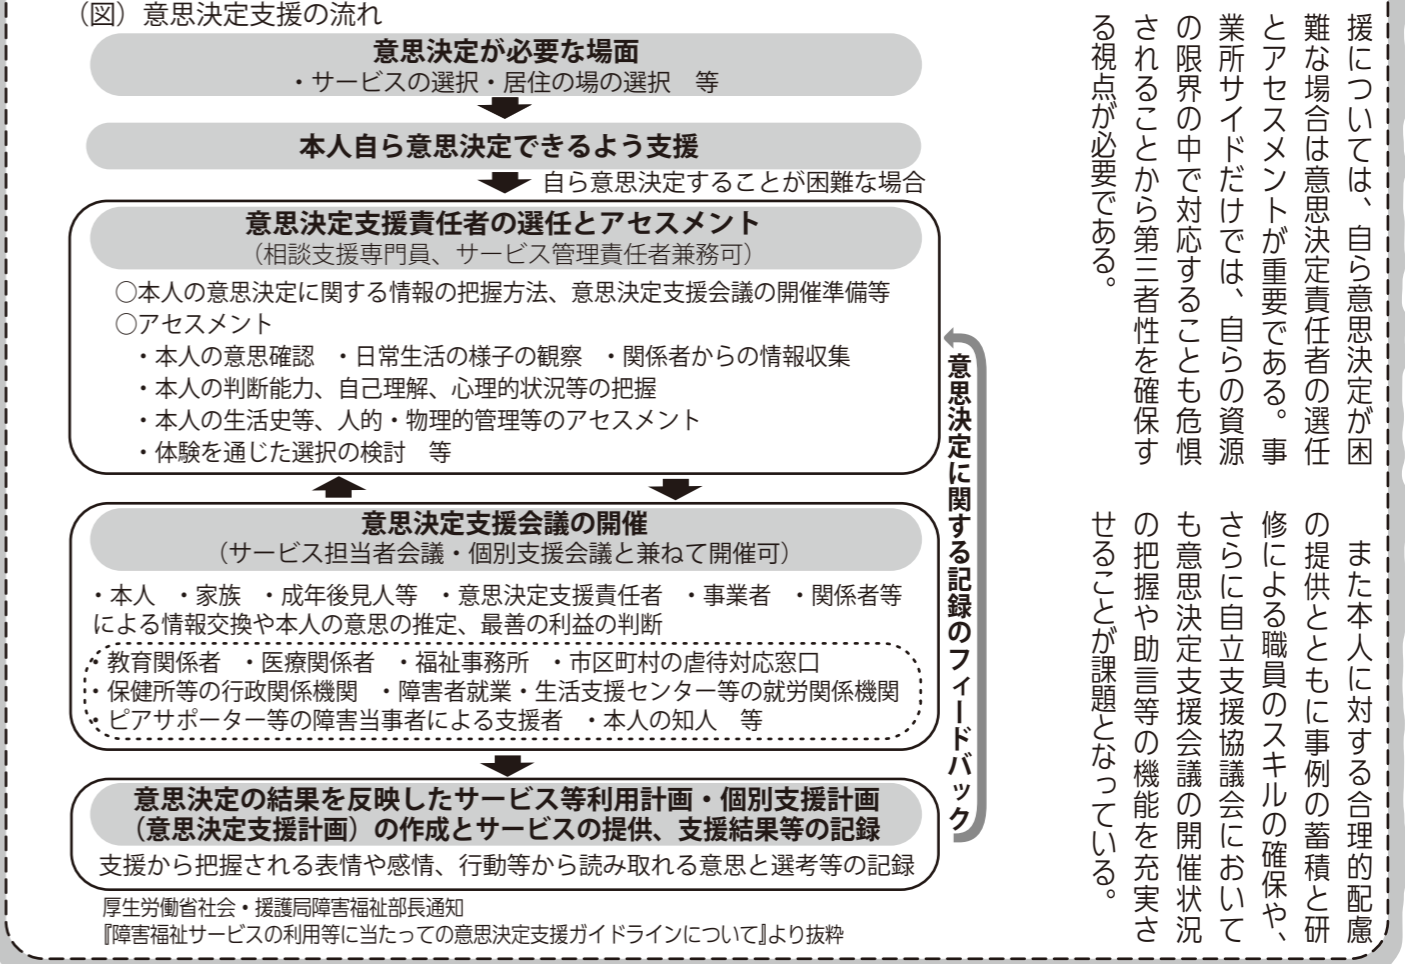 援については、自ら意思決定が困
難な場合は意思決定責任者の選任
とアセスメントが重要である。事
業所サイドだけでは、自らの資源
の限界の中で対応することも危惧
されることから第三者性を確保す
る視点が必要である。
また本人に対する合理的配慮
の提供とともに事例の蓄積と研
修による職員のスキルの確保や、
さらに自立支援協議会において
も意思決定支援会議の開催状況
の把握や助言等の機能を充実さ
せることが課題となっている。
（図）意思決定支援の流れ
意思決定が必要な場面
・サービスの選択・居住の場の選択　等
本人自ら意思決定できるよう支援
自ら意思決定することが困難な場合
意思決定支援責任者の選任とアセスメント
（相談支援専門員、サービス管理責任者兼務可）
○本人の意思決定に関する情報の把握方法、意思決定支援会議の開催準備等
○アセスメント
・本人の意思確認　・日常生活の様子の観察　・関係者からの情報収集
・本人の判断能力、自己理解、心理的状況等の把握
・本人の生活史等、人的・物理的管理等のアセスメント
・体験を通じた選択の検討　等
意思決定支援会議の開催
（サービス担当者会議・個別支援会議と兼ねて開催可）
・本人　・家族　・成年後見人等　・意思決定支援責任者　・事業者　・関係者等
による情報交換や本人の意思の推定、最善の利益の判断
・教育関係者　・医療関係者　・福祉事務所　・市区町村の虐待対応窓口
・保健所等の行政関係機関　・障害者就業・生活支援センター等の就労関係機関
・ピアサポーター等の障害当事者による支援者　・本人の知人　等
意思決定の結果を反映したサービス等利用計画・個別支援計画
（意思決定支援計画）の作成とサービスの提供、支援結果等の記録
支援から把握される表情や感情、行動等から読み取れる意思と選考等の記録
意思決定に関する記録のフィードバック
厚生労働省社会・援護局障害福祉部長通知
『障害福祉サービスの利用等に当たっての意思決定支援ガイドラインについて』より抜粋